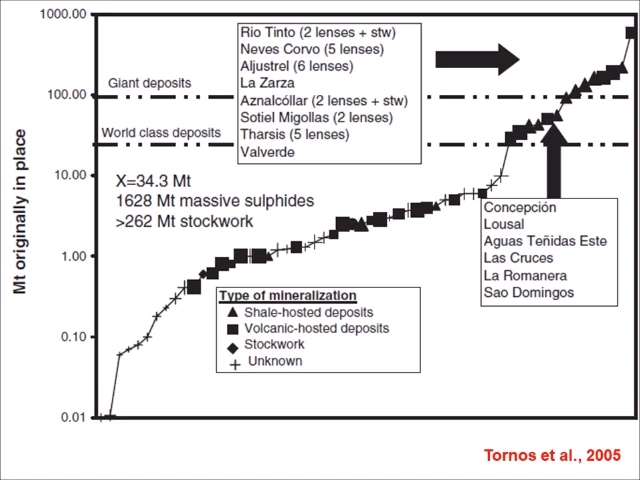 1000.00
100.00
10.00
1.00
0.10
0.01
Mt originally in place
Giant deposits
World class deposits
Rio Tinto (2 lenses + stw)
Neves Corvo (5 lenses)
Aljustrel (6 lenses)
La Zarza
Aznalcóllar (2 lenses + stw)
Sotiel Migollas (2 lenses)
Tharsis (5 lenses)
Valverde
X=34.3 Mt
1628 Mt massive sulphides
>262 Mt stockwork
Concepción
Lousal
Aguas Teñidas Este
Las Cruces
La Romanera
Sao Domingos
Type of mineralization
Shale-hosted deposits
Volcanic-hosted deposits
Stockwork
Unknown
Tornos et al., 2005